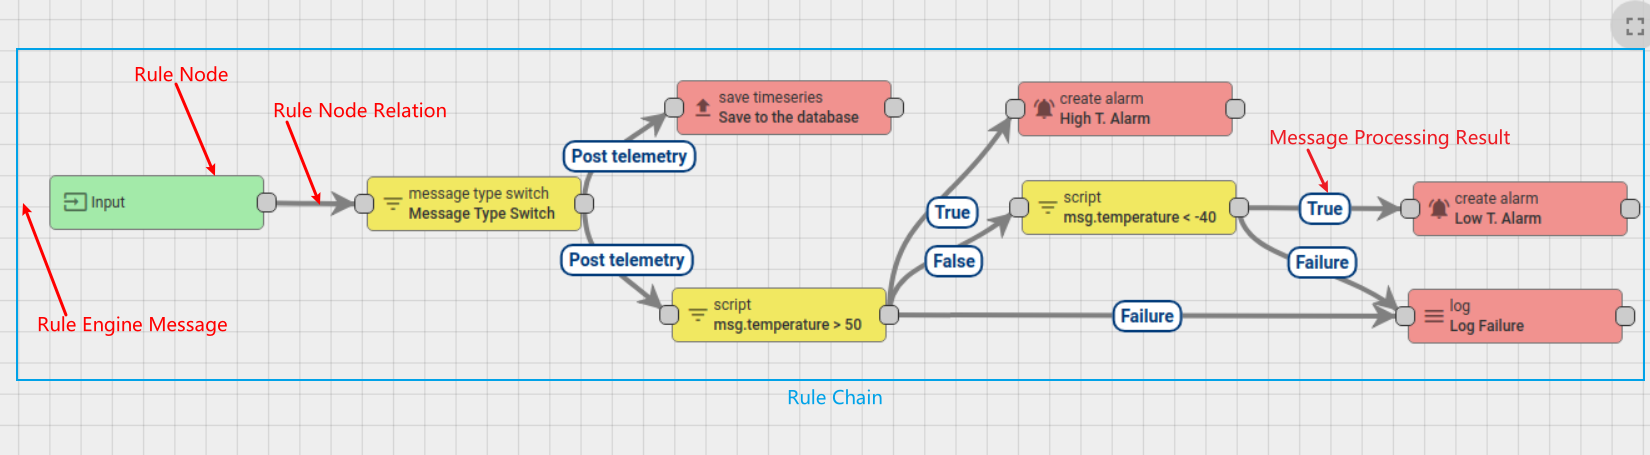 Rule Node
Rule Node Relation
Input
message type switch
Message Type Switch
Post telemetry
Post telemetry
save timeseries
Save to the database
script
msg.temperature > 50
create alarm
High T. Alarm
True
False
script
msg.temperature < -40
Message Processing Result
True
create alarm
Low T. Alarm
Failure
Failure
log
Log Failure
Rule Engine Message
Rule Chain